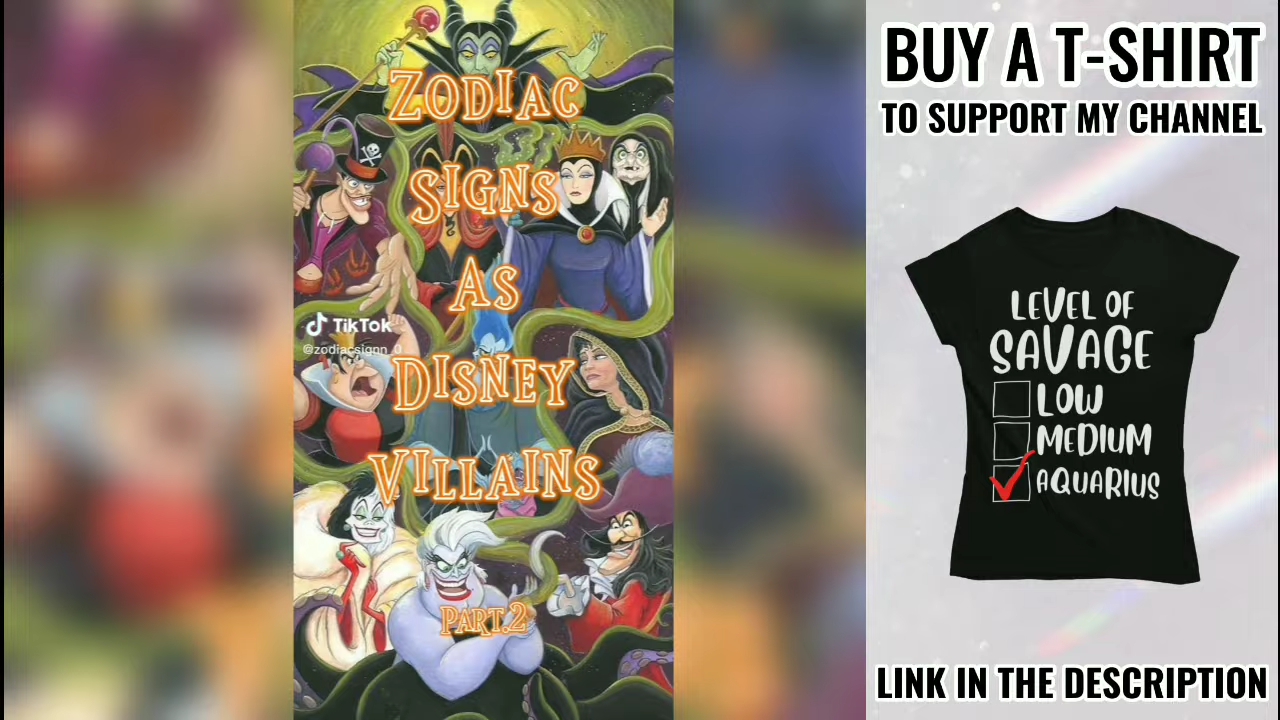 Zodiac
Signs
As
Disney
Villains
Part.2
TikTok
@zodiacsignn_0
BUY A T-SHIRT
TO SUPPORT MY CHANNEL
LEVEL OF
SAVAGE
LOW
MEDIUM
AQUARIUS
LINK IN THE DESCRIPTION